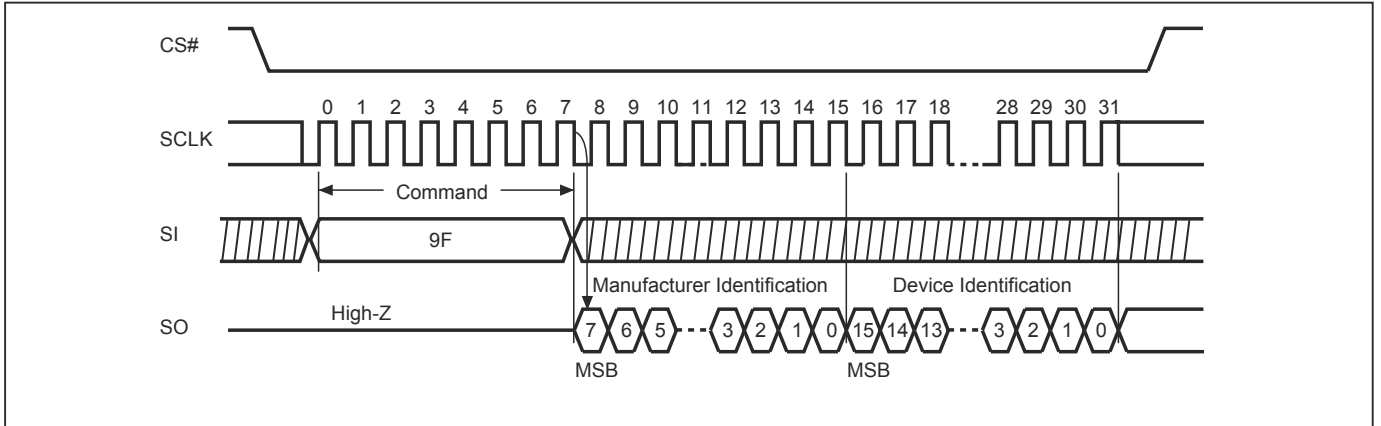 CS#
0 1 2 3 4 5 6 7 8 9 10 11 12 13 14 15 16 17 18 28 29 30 31
SCLK
Command
SI
9F
Manufacturer Identification Device Identification
High-Z
SO
7 6 5 3 2 1 0 15 14 13 3 2 1 0
MSB MSB